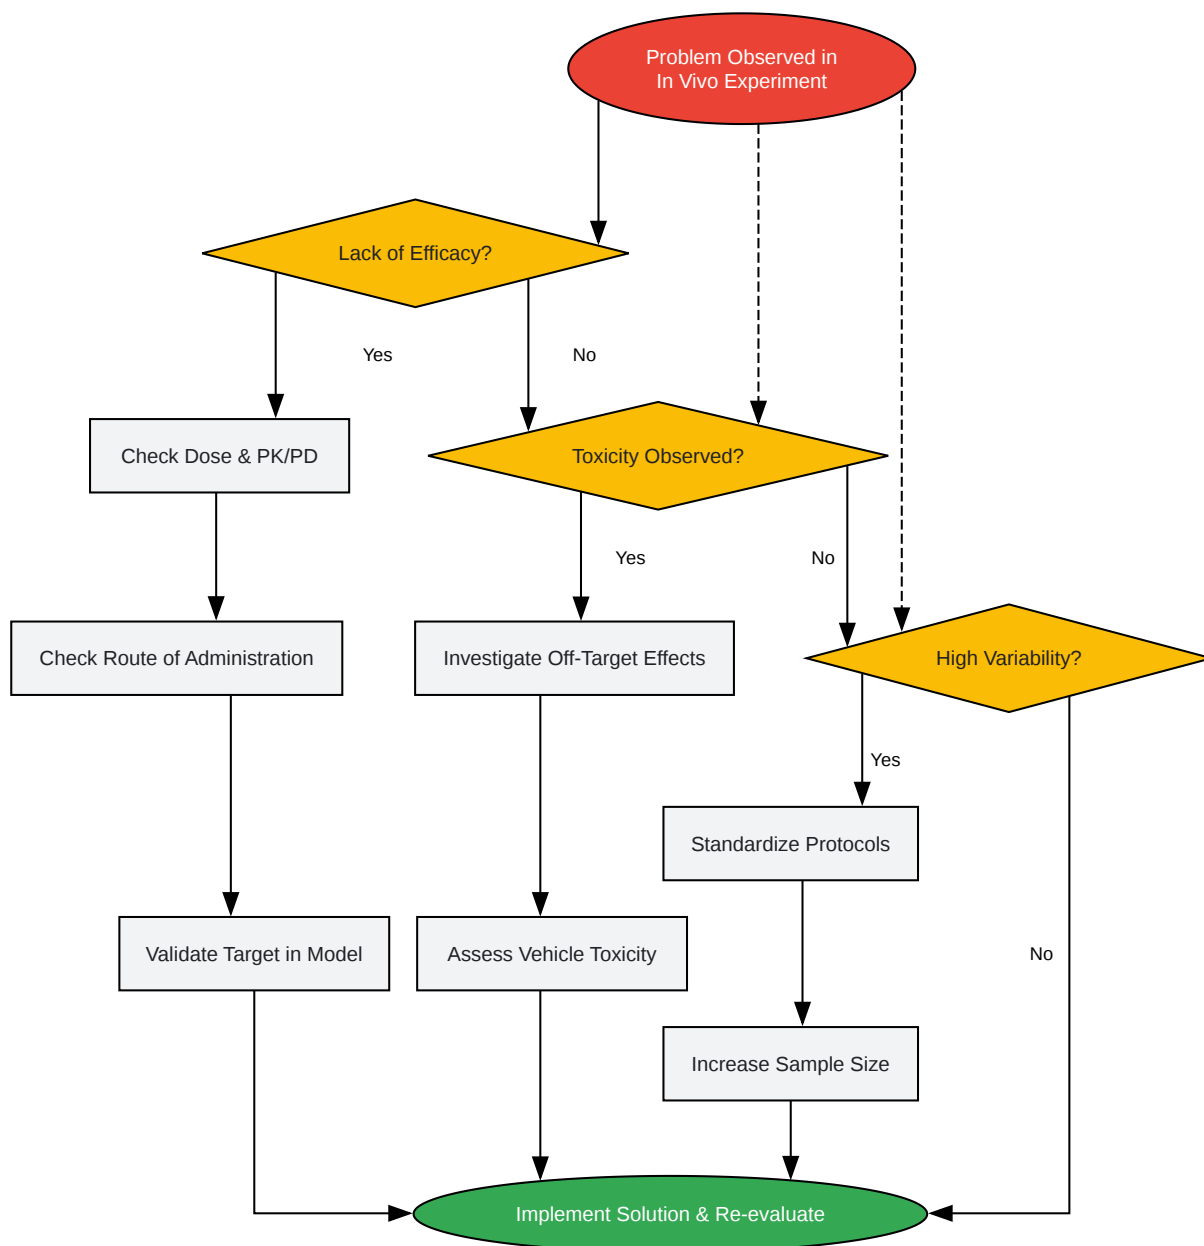 Problem Observed in
In Vivo Experiment
Lack of Efficacy?
Yes
No
Check Dose & PK/PD
Toxicity Observed?
Yes
No
Check Route of Administration
Investigate Off-Target Effects
High Variability?
Yes
Standardize Protocols
Validate Target in Model
Assess Vehicle Toxicity
No
Increase Sample Size
Implement Solution & Re-evaluate